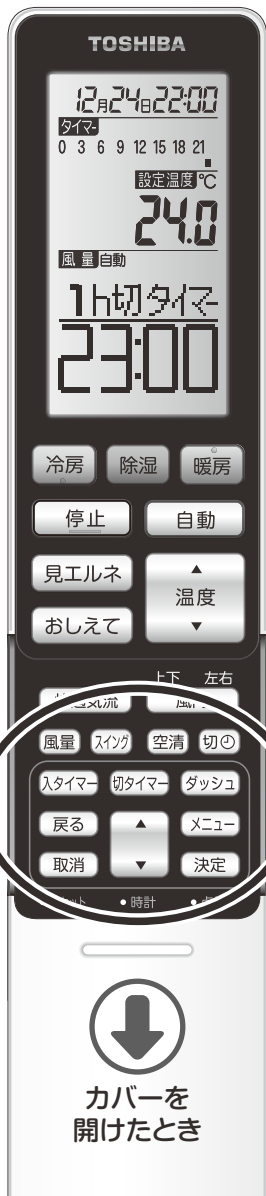 TOSHIBA
12月24日22:00
タイマー
0 3 6 9 12 15 18 21
設定温度 ℃
24.0
風量 自動
1h切タイマー
23:00
冷房 除湿 暖房
停止 自動
見エルネ ▲
温度
おしえて ▼
上下 左右
風量 スイング 空清 切
入タイマー 切タイマー ダッシュ
戻る ▲ メニュー
取消 ▼ 決定
●時計
カバーを
開けたとき